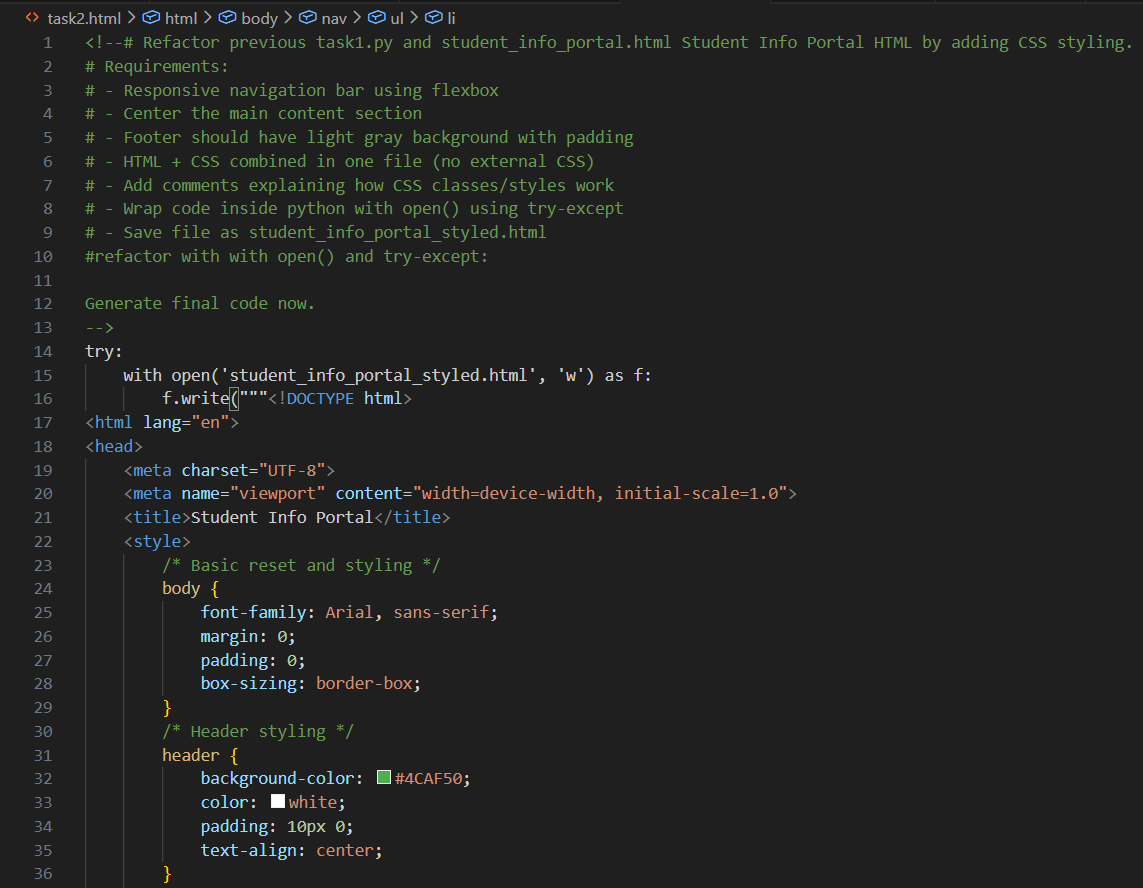 <> task2.html > html > body > nav > ul > li
1 <!--# Refactor previous task1.py and student_info_portal.html Student Info Portal HTML by adding CSS styling.
2 # Requirements:
3 # - Responsive navigation bar using flexbox
4 # - Center the main content section
5 # - Footer should have light gray background with padding
6 # - HTML + CSS combined in one file (no external CSS)
7 # - Add comments explaining how CSS classes/styles work
8 # - Wrap code inside python with open() using try-except
9 # - Save file as student_info_portal_styled.html
10 #refactor with with open() and try-except:
11
12 Generate final code now.
13 -->
14 try:
15     with open('student_info_portal_styled.html', 'w') as f:
16         f.write("""<!DOCTYPE html>
17 <html lang="en">
18 <head>
19     <meta charset="UTF-8">
20     <meta name="viewport" content="width=device-width, initial-scale=1.0">
21     <title>Student Info Portal</title>
22     <style>
23         /* Basic reset and styling */
24         body {
25             font-family: Arial, sans-serif;
26             margin: 0;
27             padding: 0;
28             box-sizing: border-box;
29         }
30         /* Header styling */
31         header {
32             background-color: #4CAF50;
33             color: white;
34             padding: 10px 0;
35             text-align: center;
36         }